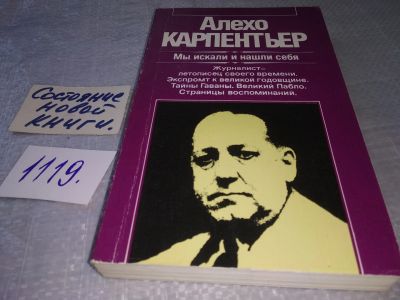 Алехо
КАРПЕНТЬЕР
Мы искали и нашли себя
Журналист–
летописец своего времени.
Экспромт к великой годовщине.
Тайны Гаваны. Великий Пабло.
Страницы воспоминаний.
Состояние
новой
книги.
1119.